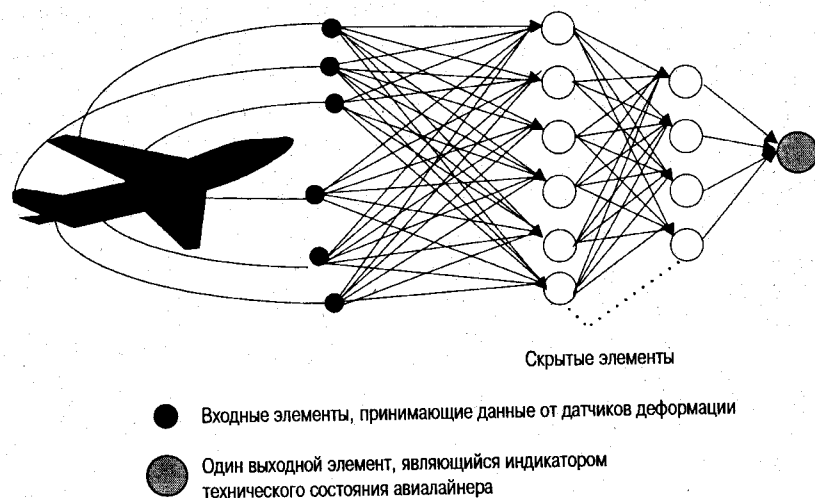 Скрытые элементы
Входные элементы, принимающие данные от датчиков деформации
Один выходной элемент, являющийся индикатором
технического состояния авиалайнера